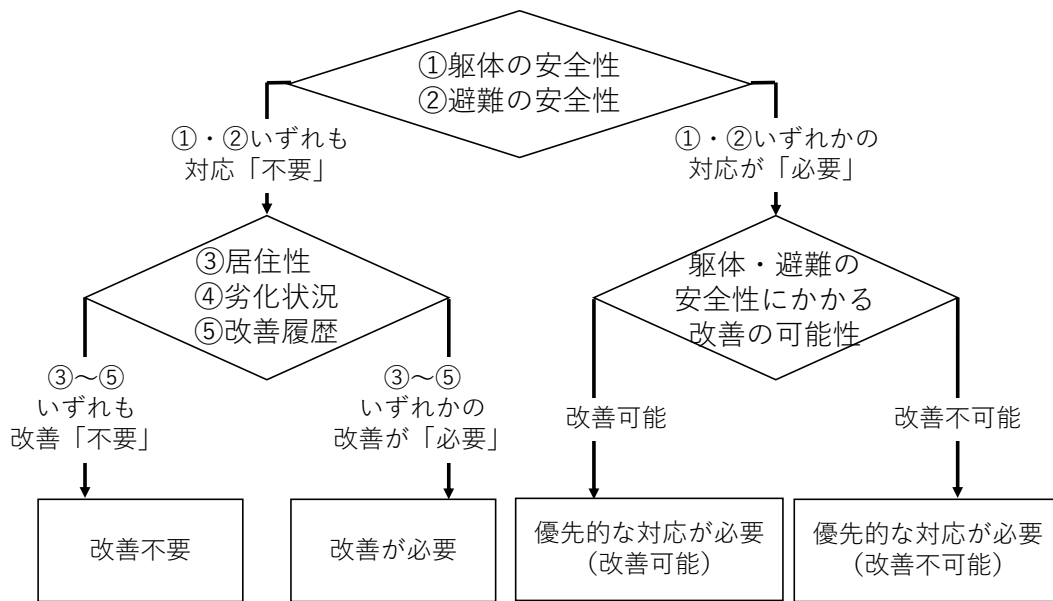 ①躯体の安全性
②避難の安全性
①・②いずれも
対応「不要」
①・②いずれかの
対応が「必要」
③居住性
④劣化状況
⑤改善履歴
躯体・避難の
安全性にかかる
改善の可能性
③～⑤
いずれも
改善「不要」
③～⑤
いずれかの
改善が「必要」
改善可能
改善不可能
改善不要
改善が必要
優先的な対応が必要
(改善可能)
優先的な対応が必要
(改善不可能)